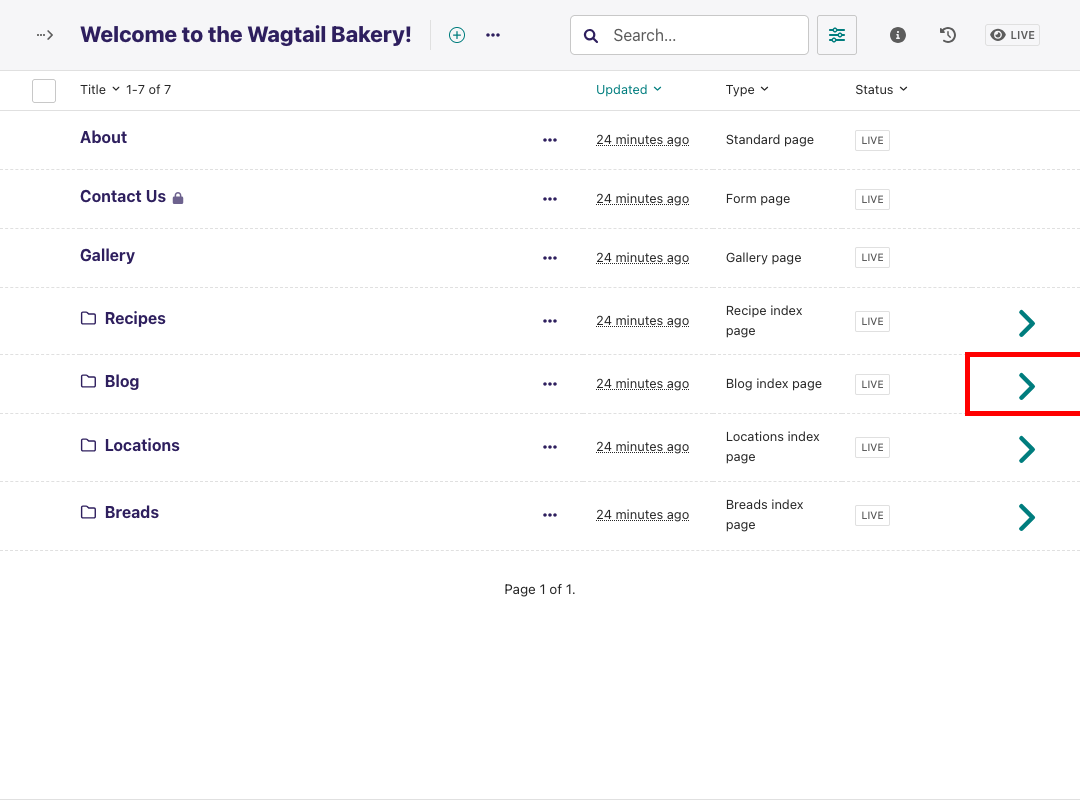 Welcome to the Wagtail Bakery!
Search...
LIVE
Title 1-7 of 7 Updated Type Status
About 24 minutes ago Standard page LIVE
Contact Us 24 minutes ago Form page LIVE
Gallery 24 minutes ago Gallery page LIVE
Recipes 24 minutes ago Recipe index page LIVE
Blog 24 minutes ago Blog index page LIVE
Locations 24 minutes ago Locations index page LIVE
Breads 24 minutes ago Breads index page LIVE
Page 1 of 1.